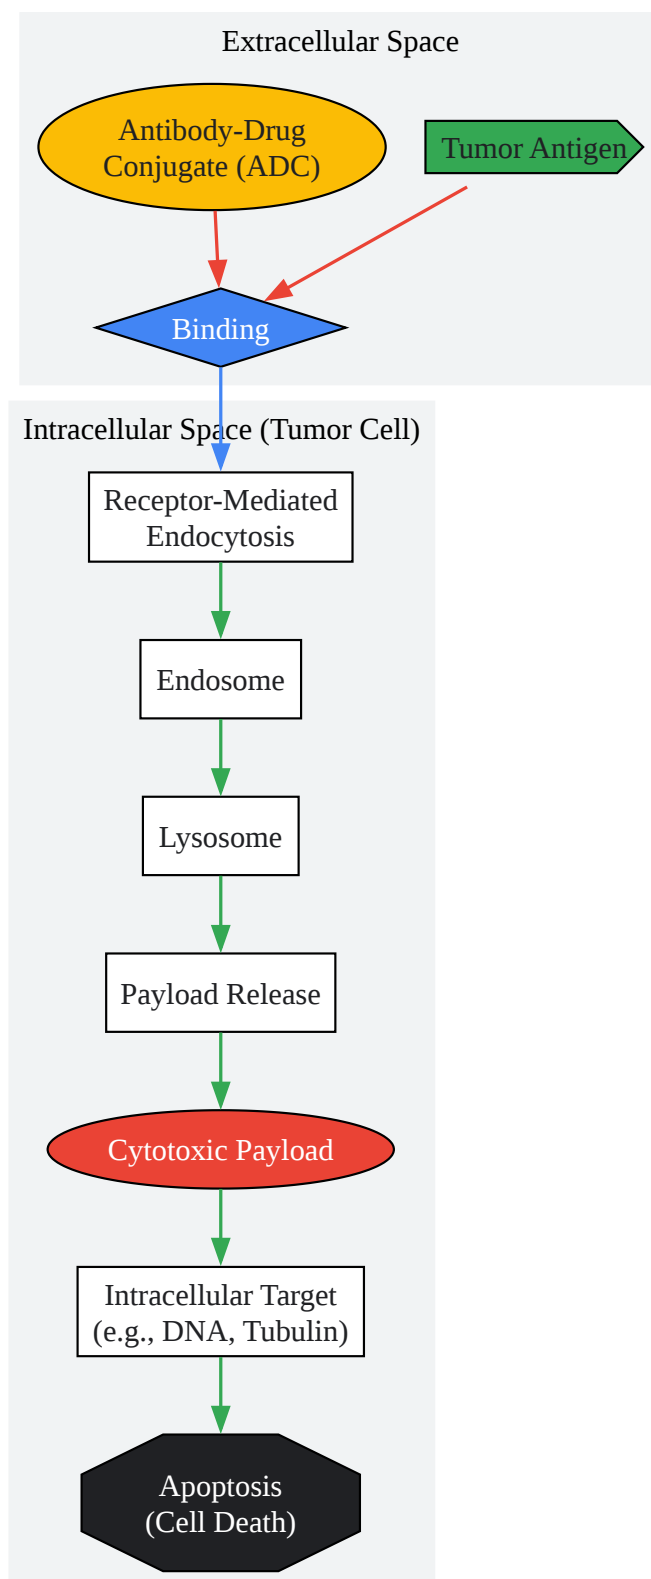 Extracellular Space
Antibody-Drug
Conjugate (ADC)
Tumor Antigen
Binding
Intracellular Space (Tumor Cell)
Receptor-Mediated
Endocytosis
Endosome
Lysosome
Payload Release
Cytotoxic Payload
Intracellular Target
(e.g., DNA, Tubulin)
Apoptosis
(Cell Death)